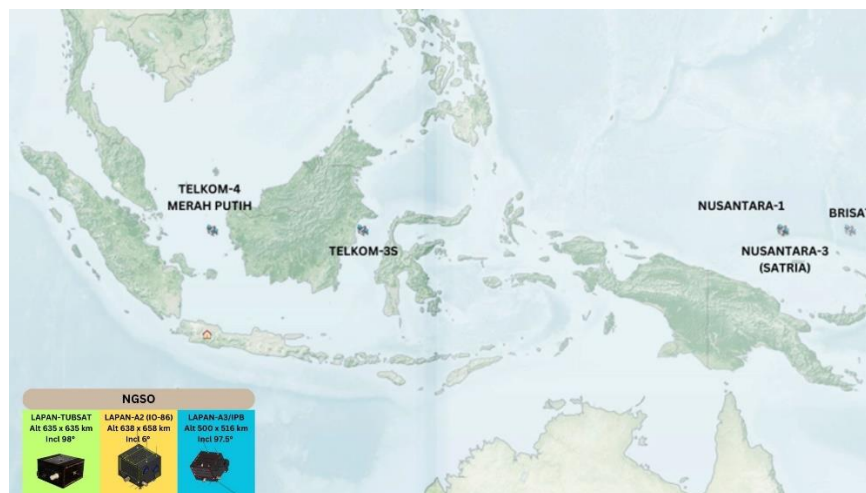 TELKOM-4
MERAH PUTIH
TELKOM-3S
NUSANTARA-1
NUSANTARA-3
(SATRIA)
BRISAT
NGSO
LAPAN-TUBSAT
Alt 635 x 635 km
Incl 98°
LAPAN-A2 (IO-86)
Alt 638 x 658 km
Incl 6°
LAPAN-A3/IPB
Alt 500 x 516 km
Incl 97.5°